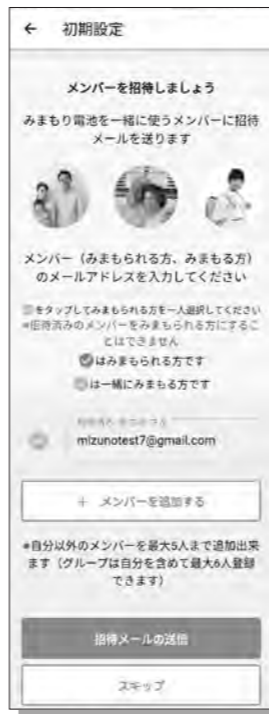 ← 初期設定
メンバーを招待しましょう
みまもり電池を一緒に使うメンバーに招待
メールを送ります
メンバー（みまもられる方、みまもる方）
のメールアドレスを入力してください
をタップしてみまもられる方を一人選択してください
※招待済みのメンバーをみまもられる方にするこ
とはできません
はみまもられる方です
は一緒にみまもる方です
mizunotest7@gmail.com
+ メンバーを追加する
※自分以外のメンバーを最大5人まで追加出来
ます（グループは自分を含めて最大6人登録
できます）
招待メールの送信
スキップ